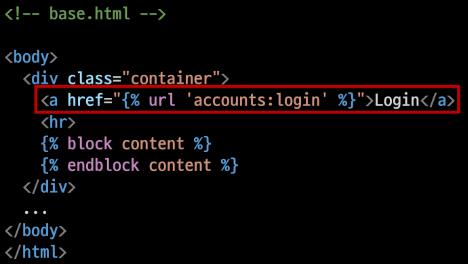 <!-- base.html -->
<body>
<div class="container">
<a href="{% url 'accounts:login' %}">Login</a>
<hr>
{% block content %}
{% endblock content %}
</div>
...
</body>
</html>